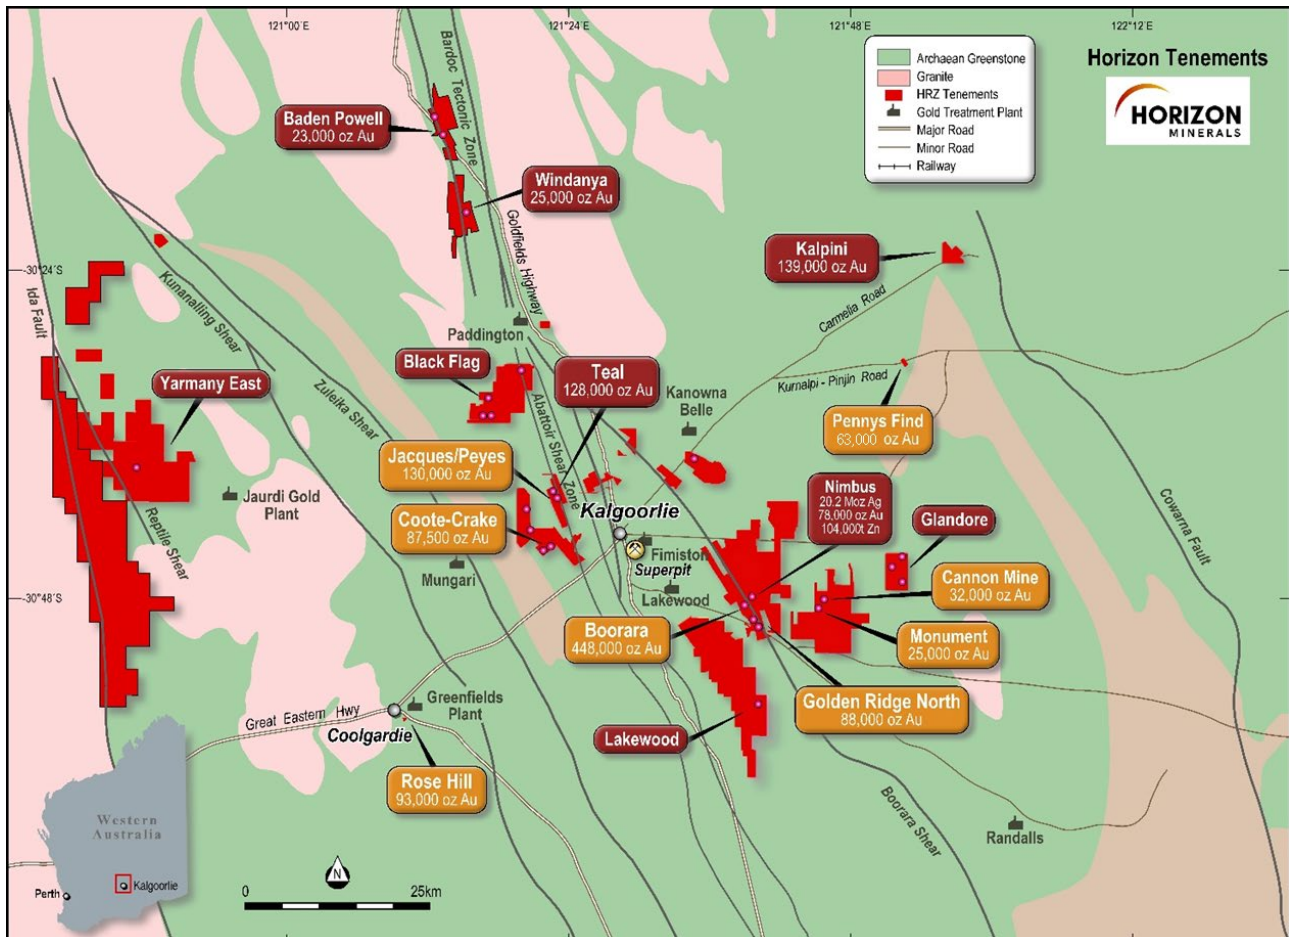 121°00´E
121°24´E
121°48´E
122°12´E
Archaean Greenstone
Granite
HRZ Tenements
Gold Treatment Plant
Major Road
Minor Road
Railway
Horizon Tenements
HORIZON
MINERALS
Bardoc Tectonic Zone
Baden Powell
23,000 oz Au
Windanya
25,000 oz Au
Goldfields Highway
Kalpini
139,000 oz Au
-30°24´S
Ida Fault
Kunanalling Shear
Carmelia Road
Paddington
Black Flag
Teal
128,000 oz Au
Yarmany East
Zuleika Shear
Abattoir Shear Zone
Kanowna
Belle
Kurnalpi - Pinjin Road
Pennys Find
63,000 oz Au
Jacques/Peyes
130,000 oz Au
Nimbus
20.2 Moz Ag
78,000 oz Au
104,000t Zn
Jaurdi Gold
Plant
Coote-Crake
87,500 oz Au
Kalgoorlie
Glandore
Cowarna Fault
Reptile Shear
Fimiston
Superpit
Mungari
Lakewood
Cannon Mine
32,000 oz Au
-30°48´S
Boorara
448,000 oz Au
Monument
25,000 oz Au
Greenfields
Plant
Golden Ridge North
88,000 oz Au
Great Eastern Hwy
Coolgardie
Lakewood
Rose Hill
93,000 oz Au
Boorara Shear
Randalls
Western
Australia
Perth
Kalgoorlie
N
0
25km